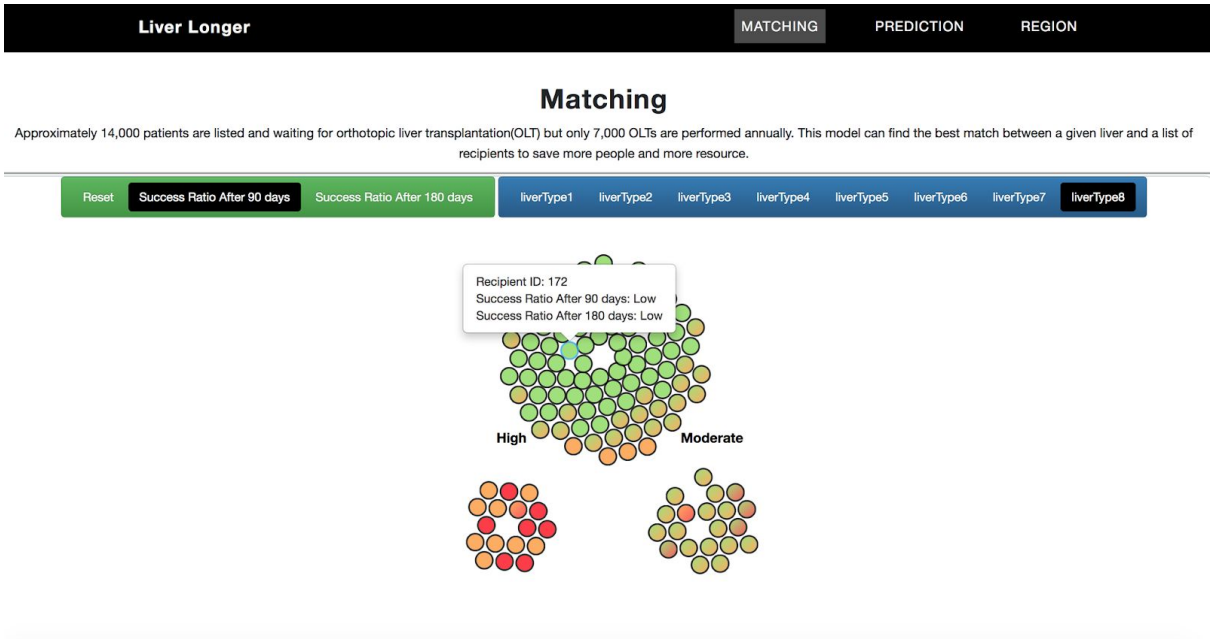 Liver Longer
MATCHING
PREDICTION
REGION
Matching
Approximately 14,000 patients are listed and waiting for orthotopic liver transplantation(OLT) but only 7,000 OLTs are performed annually. This model can find the best match between a given liver and a list of
recipients to save more people and more resource.
Reset
Success Ratio After 90 days
Success Ratio After 180 days
liverType1
liverType2
liverType3
liverType4
liverType5
liverType6
liverType7
liverType8
Recipient ID: 172
Success Ratio After 90 days: Low
Success Ratio After 180 days: Low
High
Moderate